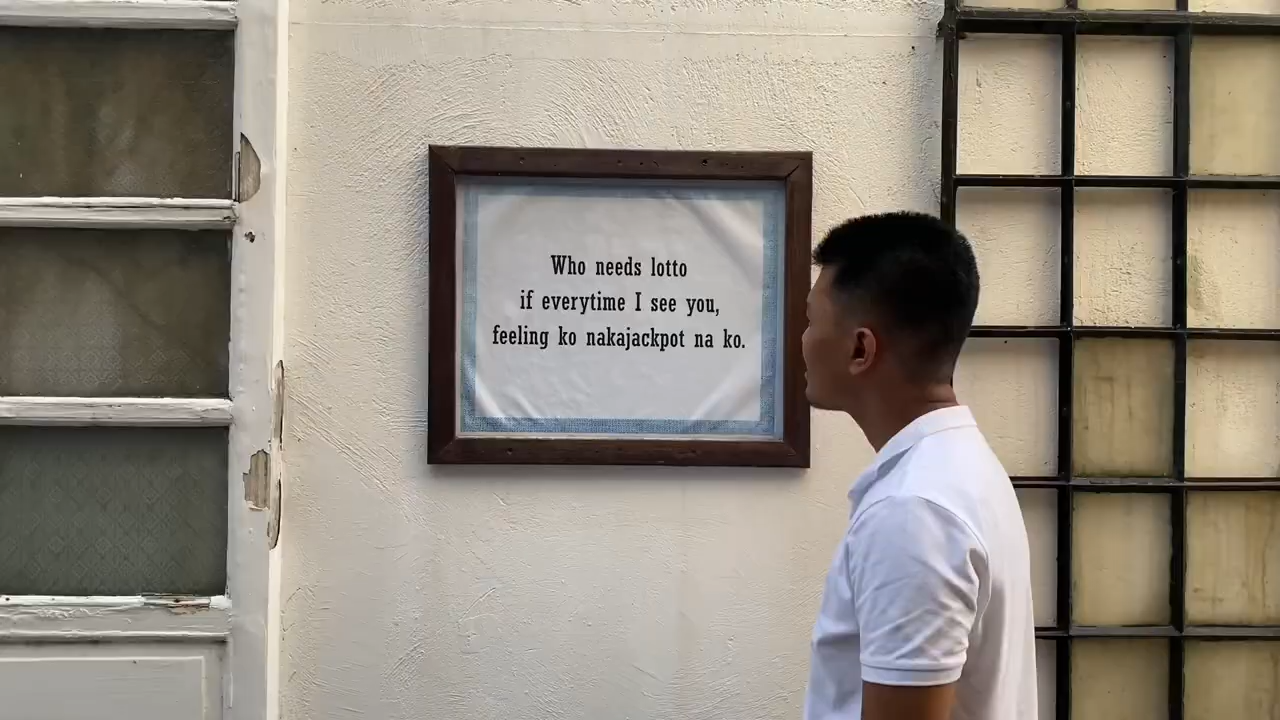 Who needs lotto
if everytime I see you,
feeling ko nakajackpot na ko.